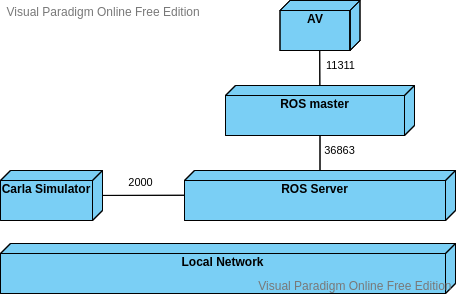 Visual Paradigm Online Free Edition
AV
11311
ROS master
36863
Carla Simulator
2000
ROS Server
Local Network
Visual Paradigm Online Free Edition